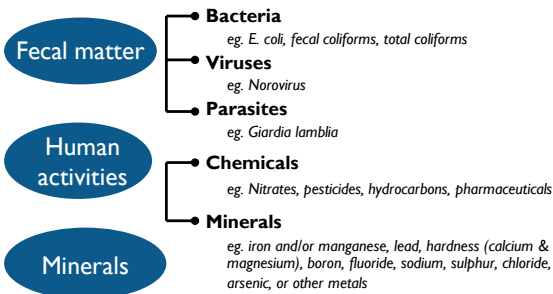 Fecal matter
Bacteria
eg. E. coli, fecal coliforms, total coliforms
Viruses
eg. Norovirus
Parasites
eg. Giardia lamblia
Human
activities
Chemicals
eg. Nitrates, pesticides, hydrocarbons, pharmaceuticals
Minerals
Minerals
eg. iron and/or manganese, lead, hardness (calcium &
magnesium), boron, fluoride, sodium, sulphur, chloride,
arsenic, or other metals